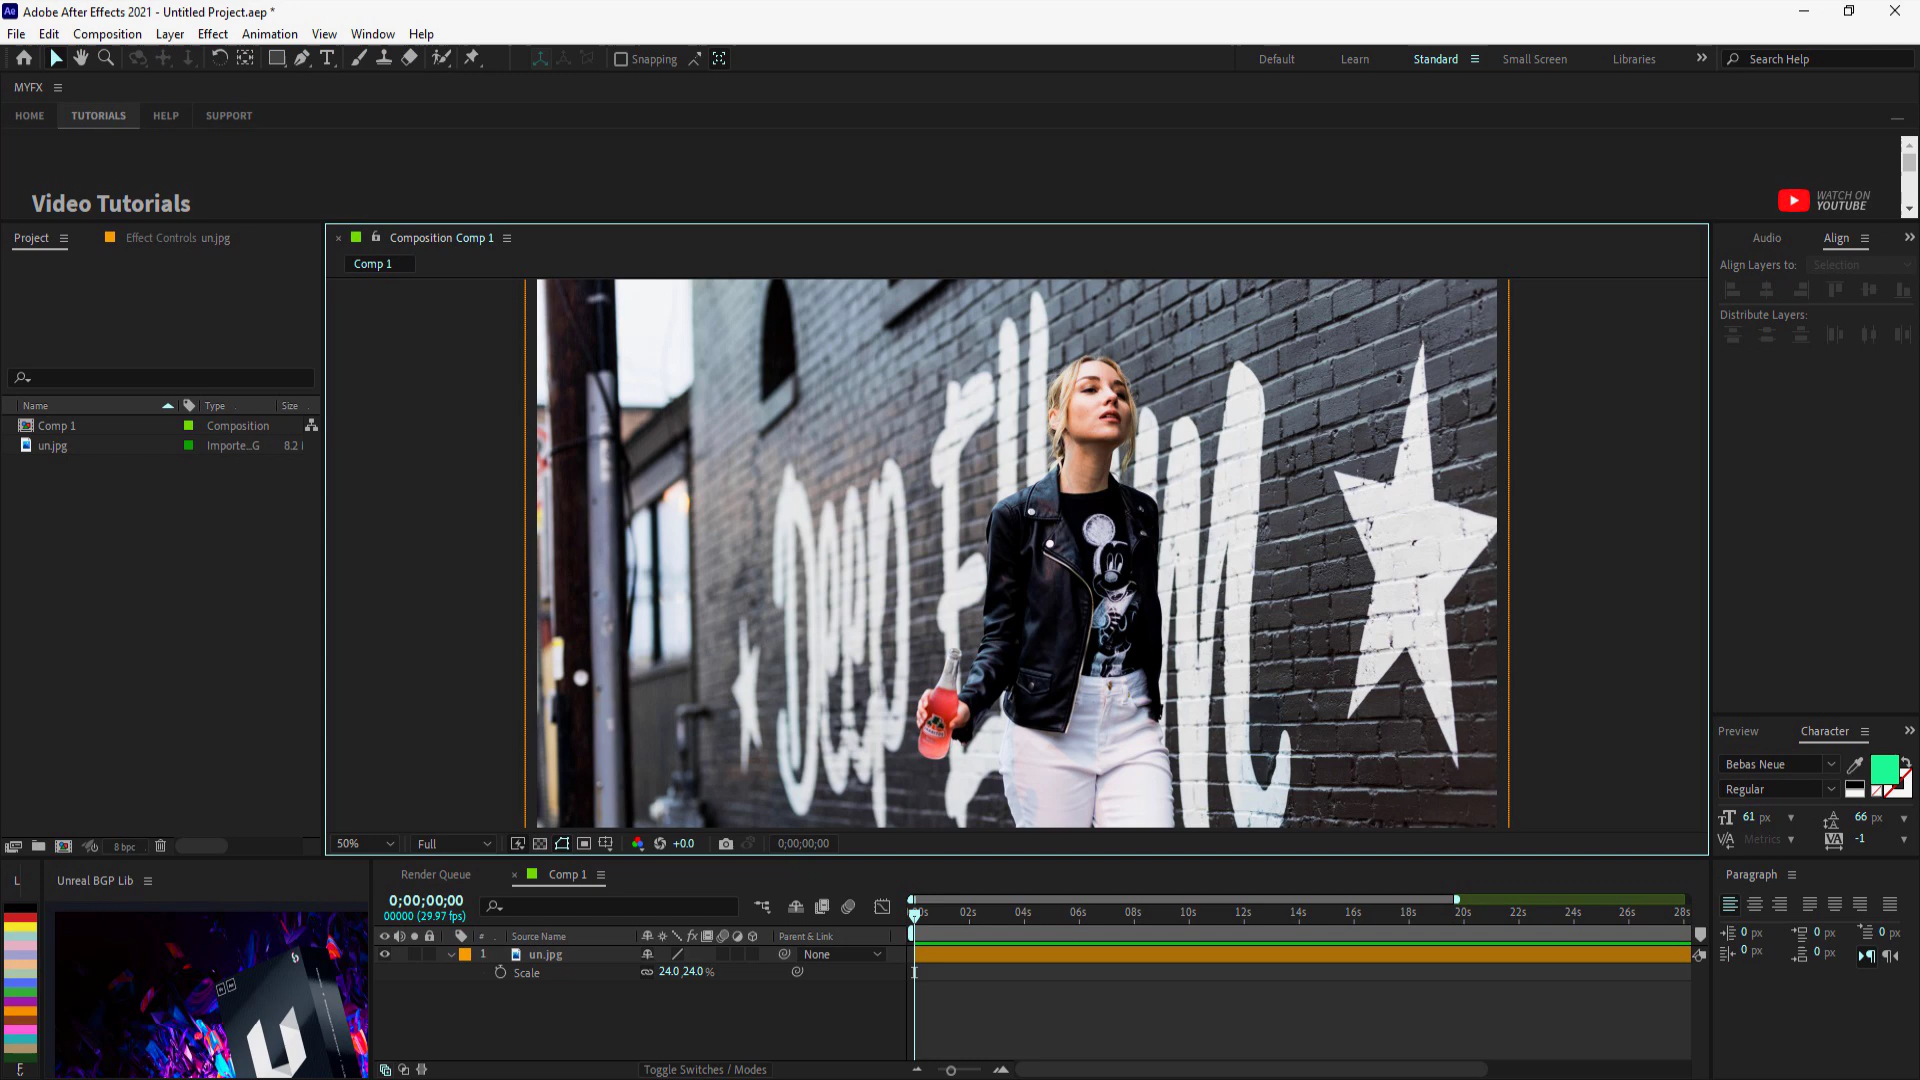 Ae Adobe After Effects 2021 - Untitled Project.aep *
File Edit Composition Layer Effect Animation View Window Help
Snapping
Default Learn Standard Small Screen Libraries Search Help
MYFX
HOME TUTORIALS HELP SUPPORT
Video Tutorials
WATCH ON
YOUTUBE
Project Effect Controls un.jpg
Composition Comp 1
Comp 1
Audio Align
Align Layers to: Selection
Distribute Layers:
Name Type Size
Comp 1 Composition
un.jpg Importe...G 8.2
Deep Ellum
Preview Character
Bebas Neue
Regular
61 px 66 px
Metrics -1
8 bpc
50% Full +0.0 0;00;00;00
L Unreal BGP Lib
Render Queue Comp 1
Paragraph
0;00;00;00
00000 (29.97 fps)
02s 04s 06s 08s 10s 12s 14s 16s 18s 20s 22s 24s 26s 28s
# Source Name fx Parent & Link
0 px 0 px 0 px
0 px 0 px
1 un.jpg None
Scale 24.0,24.0%
Toggle Switches / Modes